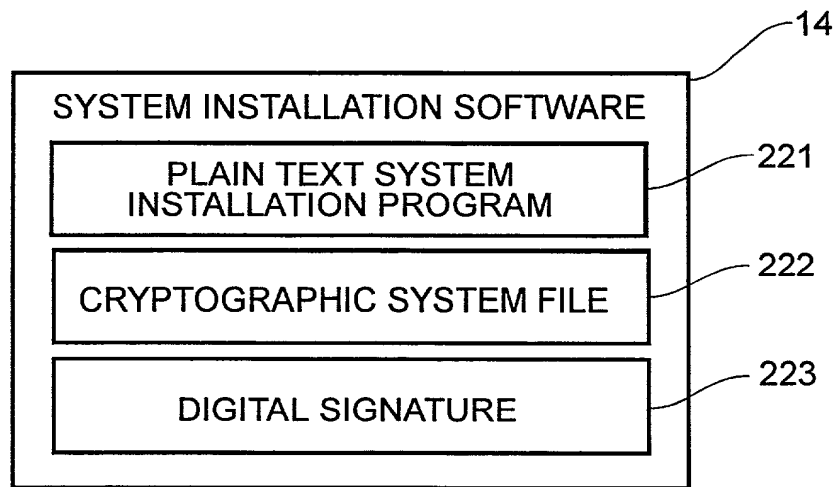 14
SYSTEM INSTALLATION SOFTWARE
PLAIN TEXT SYSTEM
INSTALLATION PROGRAM
221
CRYPTOGRAPHIC SYSTEM FILE
222
DIGITAL SIGNATURE
223